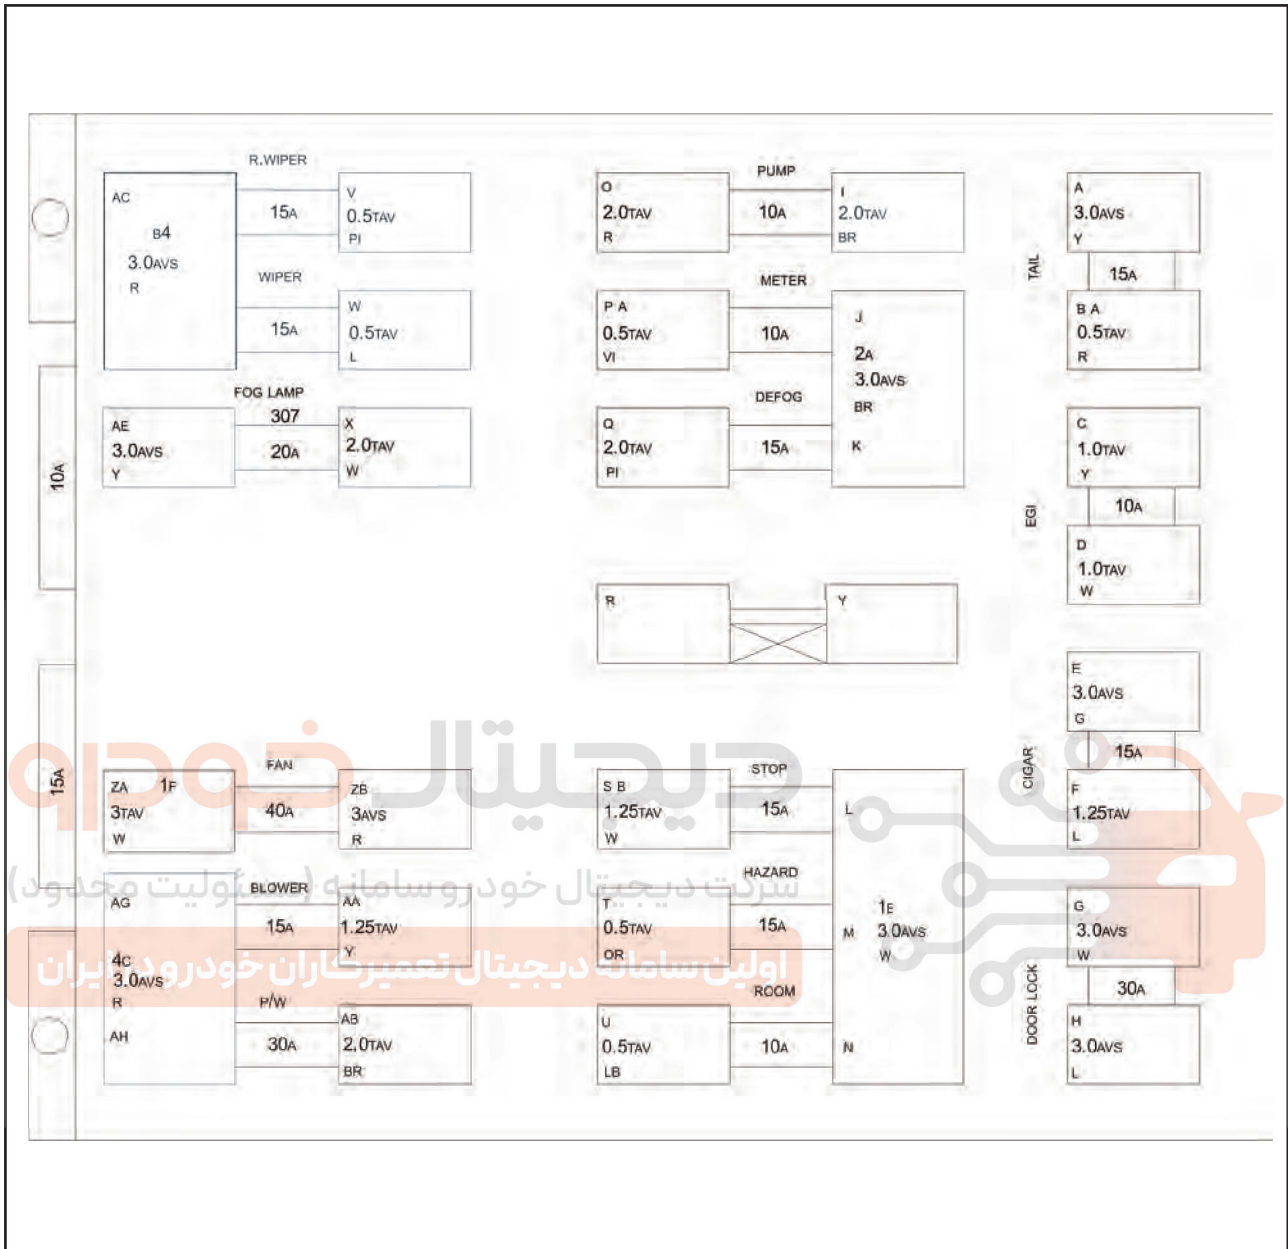 R.WIPER
AC
B4
3.0AVS
R
15A
V
0.5TAV
PI
WIPER
15A
W
0.5TAV
L
FOG LAMP
307
AE
3.0AVS
Y
20A
X
2.0TAV
W
10A
15A
PUMP
O
2.0TAV
R
10A
I
2.0TAV
BR
METER
P A
0.5TAV
VI
10A
J
2A
3.0AVS
BR
K
DEFOG
Q
2.0TAV
PI
15A
R
Y
TAIL
A
3.0AVS
Y
15A
B A
0.5TAV
R
EGI
C
1.0TAV
Y
10A
D
1.0TAV
W
CIGAR
E
3.0AVS
G
15A
F
1.25TAV
L
DOOR LOCK
G
3.0AVS
W
30A
H
3.0AVS
L
FAN
ZA 1F
3TAV
W
40A
ZB
3AVS
R
BLOWER
AG
4C
3.0AVS
R
AH
15A
AA
1.25TAV
Y
P/W
30A
AB
2.0TAV
BR
STOP
S B
1.25TAV
W
15A
L
HAZARD
T
0.5TAV
OR
15A
M
1E
3.0AVS
W
ROOM
U
0.5TAV
LB
10A
N
دیجیتال خودرو
شرکت دیجیتال خودرو سامانه (مسئولیت محدود)
اولین سامانه دیجیتال تعمیرکاران خودرو در ایران